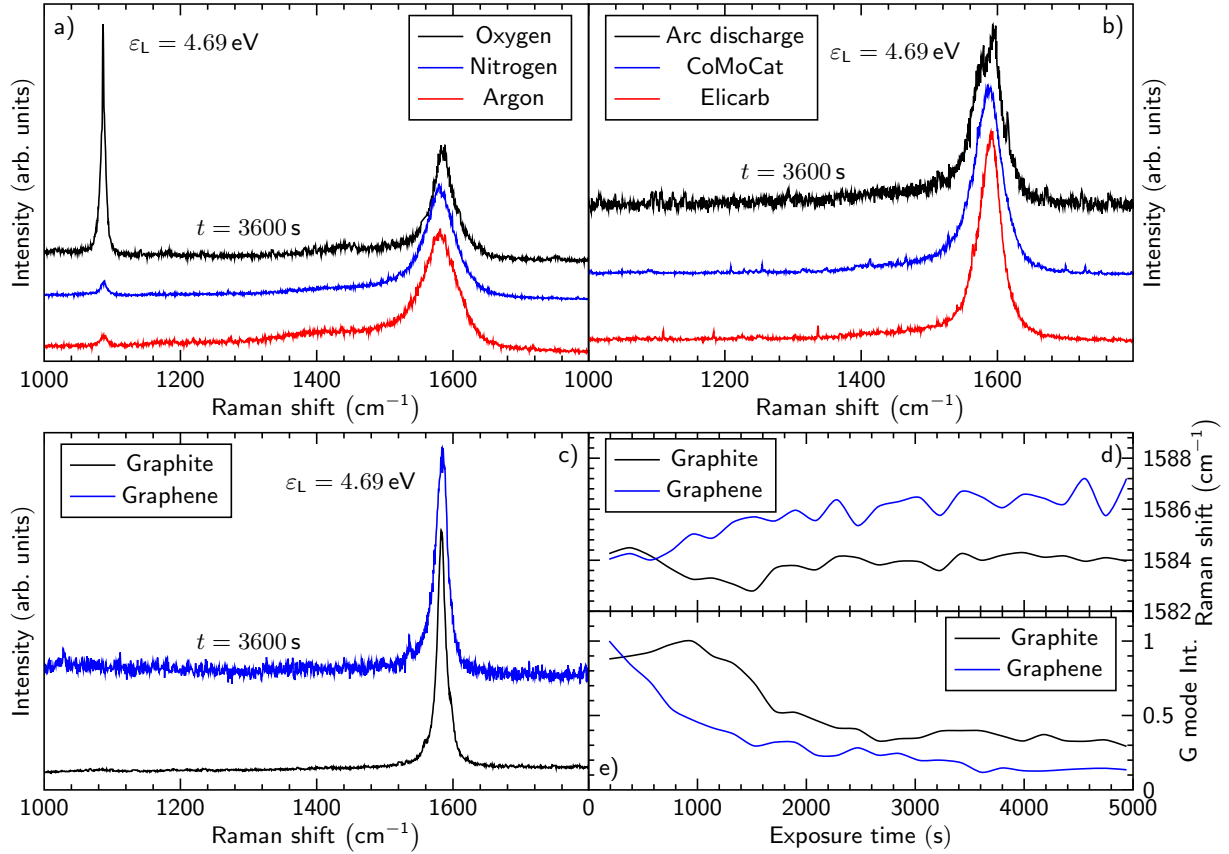 a)
εL = 4.69 eV
Oxygen
Nitrogen
Argon
t = 3600 s
Intensity (arb. units)
1000 1200 1400 1600
Raman shift (cm−1)
b)
Arc discharge
CoMoCat
Elicarb
εL = 4.69 eV
t = 3600 s
Intensity (arb. units)
1000 1200 1400 1600
Raman shift (cm−1)
c)
Graphite
Graphene
εL = 4.69 eV
t = 3600 s
Intensity (arb. units)
1000 1200 1400 1600
Raman shift (cm−1)
d)
Graphite
Graphene
1588
1586
1584
1582
Raman shift (cm−1)
e)
Graphite
Graphene
1
0.5
0
G mode Int.
0 1000 2000 3000 4000 5000
Exposure time (s)